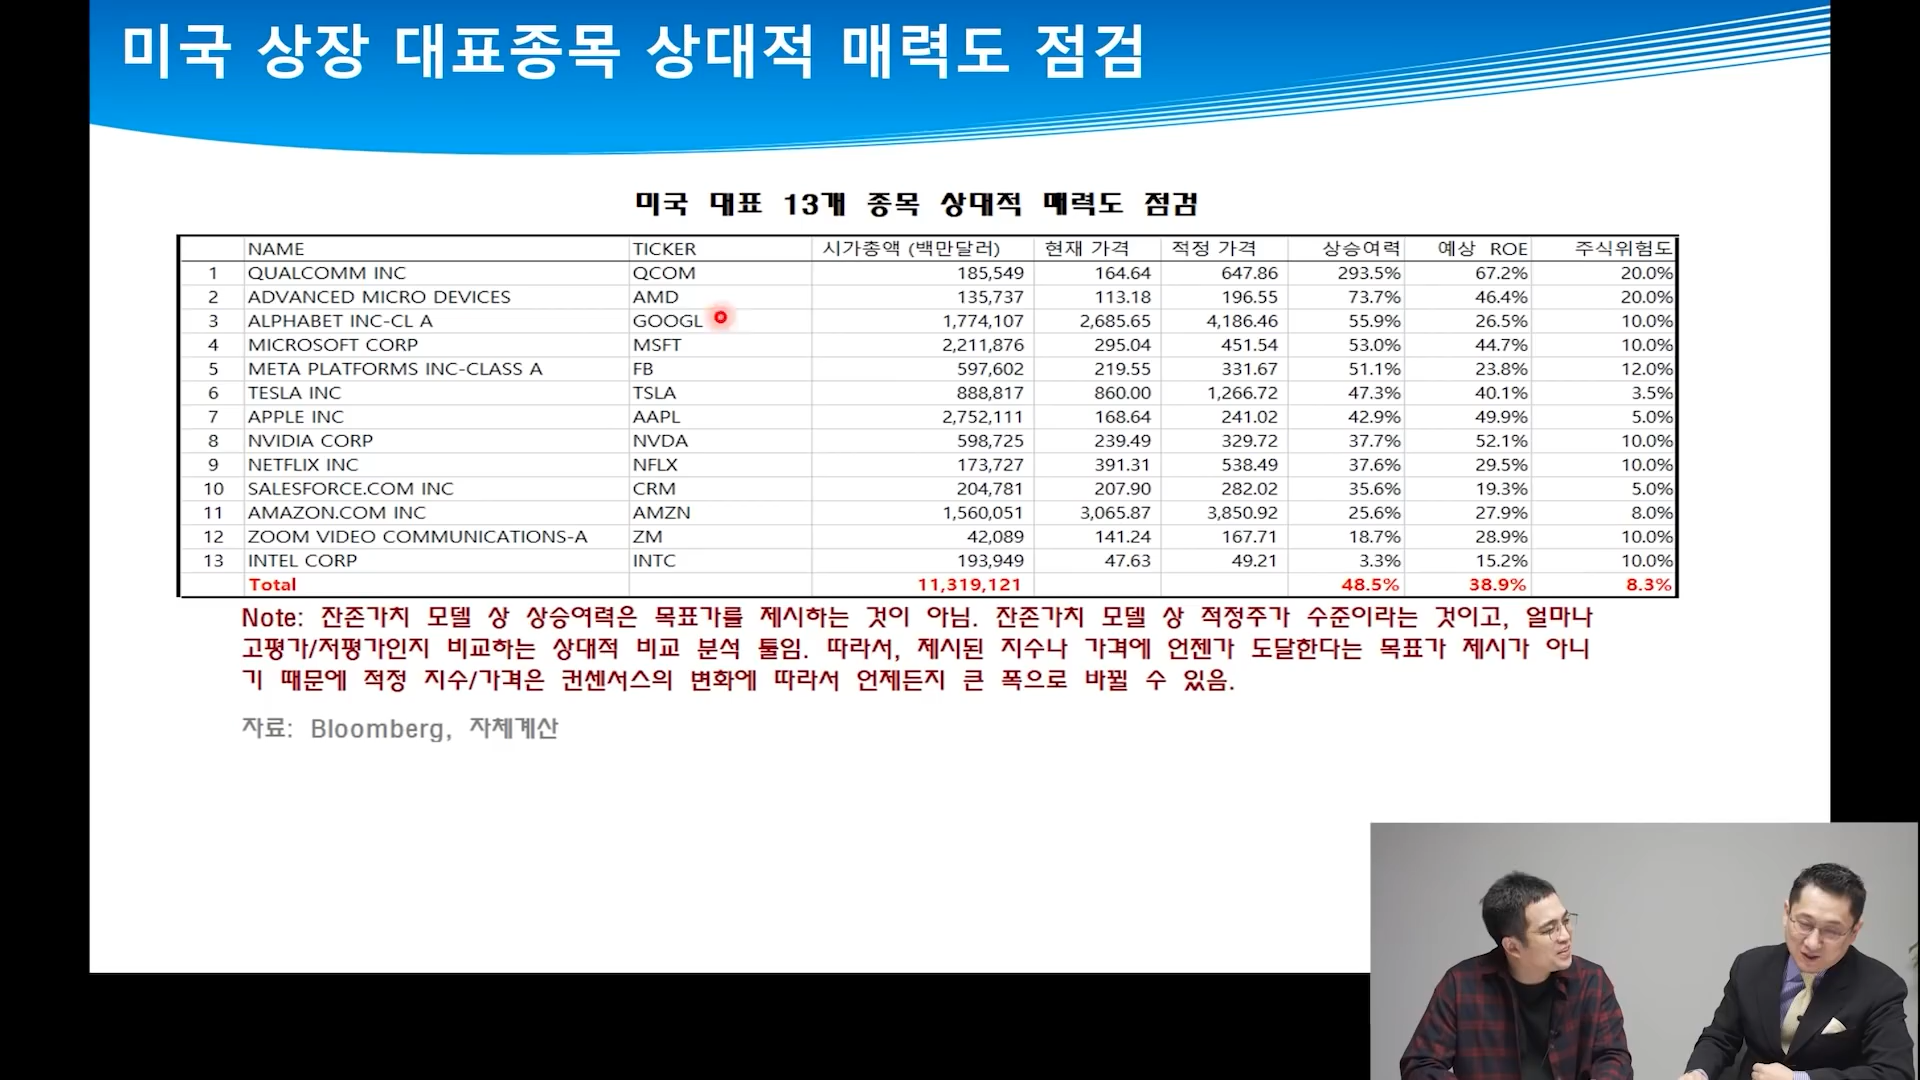 미국 상장 대표종목 상대적 매력도 점검
미국 대표 13개 종목 상대적 매력도 점검
NAME TICKER 시가총액 (백만달러) 현재 가격 적정 가격 상승여력 예상 ROE 주식위험도
1 QUALCOMM INC QCOM 185,549 164.64 647.86 293.5% 67.2% 20.0%
2 ADVANCED MICRO DEVICES AMD 135,737 113.18 196.55 73.7% 46.4% 20.0%
3 ALPHABET INC-CL A GOOGL 1,774,107 2,685.65 4,186.46 55.9% 26.5% 10.0%
4 MICROSOFT CORP MSFT 2,211,876 295.04 451.54 53.0% 44.7% 10.0%
5 META PLATFORMS INC-CLASS A FB 597,602 219.55 331.67 51.1% 23.8% 12.0%
6 TESLA INC TSLA 888,817 860.00 1,266.72 47.3% 40.1% 3.5%
7 APPLE INC AAPL 2,752,111 168.64 241.02 42.9% 49.9% 5.0%
8 NVIDIA CORP NVDA 598,725 239.49 329.72 37.7% 52.1% 10.0%
9 NETFLIX INC NFLX 173,727 391.31 538.49 37.6% 29.5% 10.0%
10 SALESFORCE.COM INC CRM 204,781 207.90 282.02 35.6% 19.3% 5.0%
11 AMAZON.COM INC AMZN 1,560,051 3,065.87 3,850.92 25.6% 27.9% 8.0%
12 ZOOM VIDEO COMMUNICATIONS-A ZM 42,089 141.24 167.71 18.7% 28.9% 10.0%
13 INTEL CORP INTC 193,949 47.63 49.21 3.3% 15.2% 10.0%
Total 11,319,121 48.5% 38.9% 8.3%
Note: 잔존가치 모델 상 상승여력은 목표가를 제시하는 것이 아님. 잔존가치 모델 상 적정주가 수준이라는 것이고, 얼마나
고평가/저평가인지 비교하는 상대적 비교 분석 툴임. 따라서, 제시된 지수나 가격에 언젠가 도달한다는 목표가 제시가 아니
기 때문에 적정 지수/가격은 컨센서스의 변화에 따라서 언제든지 큰 폭으로 바뀔 수 있음.
자료: Bloomberg, 자체계산